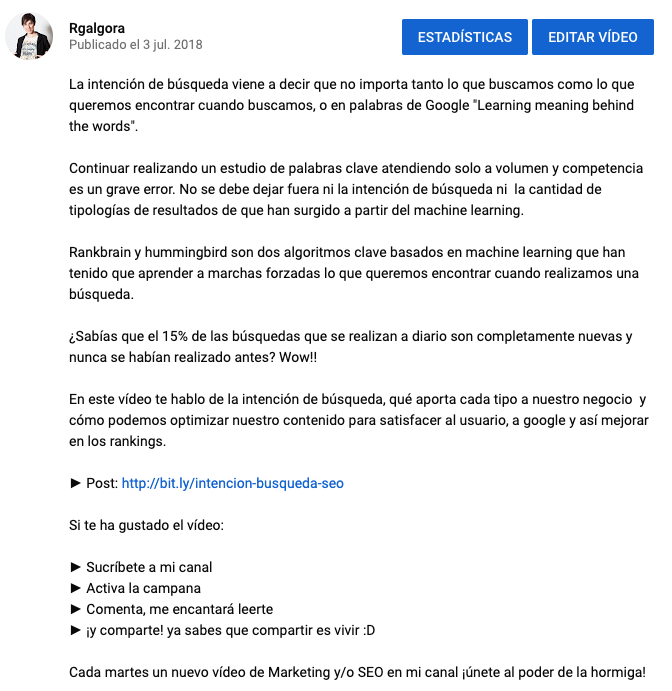 Rgalgora
Publicado el 3 jul. 2018
ESTADÍSTICAS
EDITAR VÍDEO
La intención de búsqueda viene a decir que no importa tanto lo que buscamos como lo que
queremos encontrar cuando buscamos, o en palabras de Google "Learning meaning behind
the words".
Continuar realizando un estudio de palabras clave atendiendo solo a volumen y competencia
es un grave error. No se debe dejar fuera ni la intención de búsqueda ni  la cantidad de
tipologías de resultados de que han surgido a partir del machine learning.
Rankbrain y hummingbird son dos algoritmos clave basados en machine learning que han
tenido que aprender a marchas forzadas lo que queremos encontrar cuando realizamos una
búsqueda.
¿Sabías que el 15% de las búsquedas que se realizan a diario son completamente nuevas y
nunca se habían realizado antes? Wow!!
En este vídeo te hablo de la intención de búsqueda, qué aporta cada tipo a nuestro negocio  y
cómo podemos optimizar nuestro contenido para satisfacer al usuario, a google y así mejorar
en los rankings.
► Post: http://bit.ly/intencion-busqueda-seo
Si te ha gustado el vídeo:
► Sucríbete a mi canal
► Activa la campana
► Comenta, me encantará leerte
► ¡y comparte! ya sabes que compartir es vivir :D
Cada martes un nuevo vídeo de Marketing y/o SEO en mi canal ¡únete al poder de la hormiga!